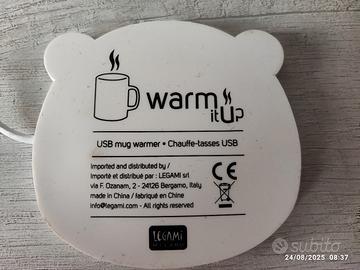 warm
it Up
USB mug warmer • Chauffe-tasses USB
Imported and distributed by /
Importé et distribué par : LEGAMI srl
via F. Ozanam, 2 - 24126 Bergamo, Italy
made in China / fabriqué en Chine
info@legami.com - All rights reserved
CE
LEGAMI
MILANO
subito
24/08/2025 08:37